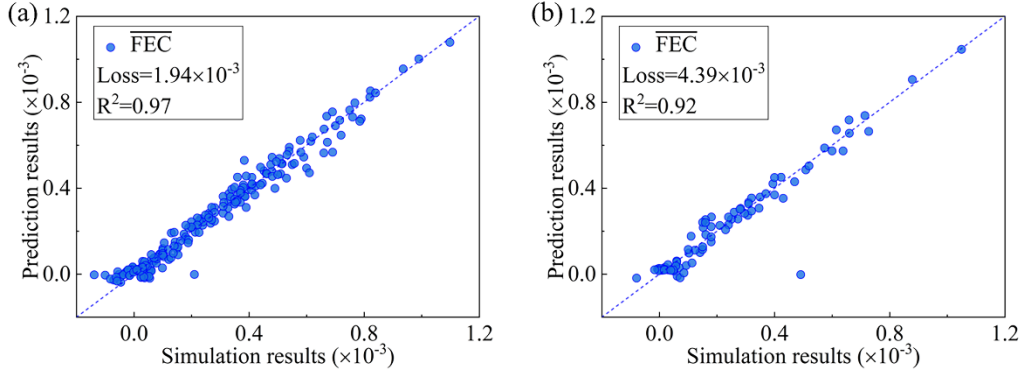 (a)
1.2
0.8
0.4
0.0
Prediction results (×10⁻³)
FEC
Loss=1.94×10⁻³
R²=0.97
0.0 0.4 0.8 1.2
Simulation results (×10⁻³)
(b)
1.2
0.8
0.4
0.0
Prediction results (×10⁻³)
FEC
Loss=4.39×10⁻³
R²=0.92
0.0 0.4 0.8 1.2
Simulation results (×10⁻³)